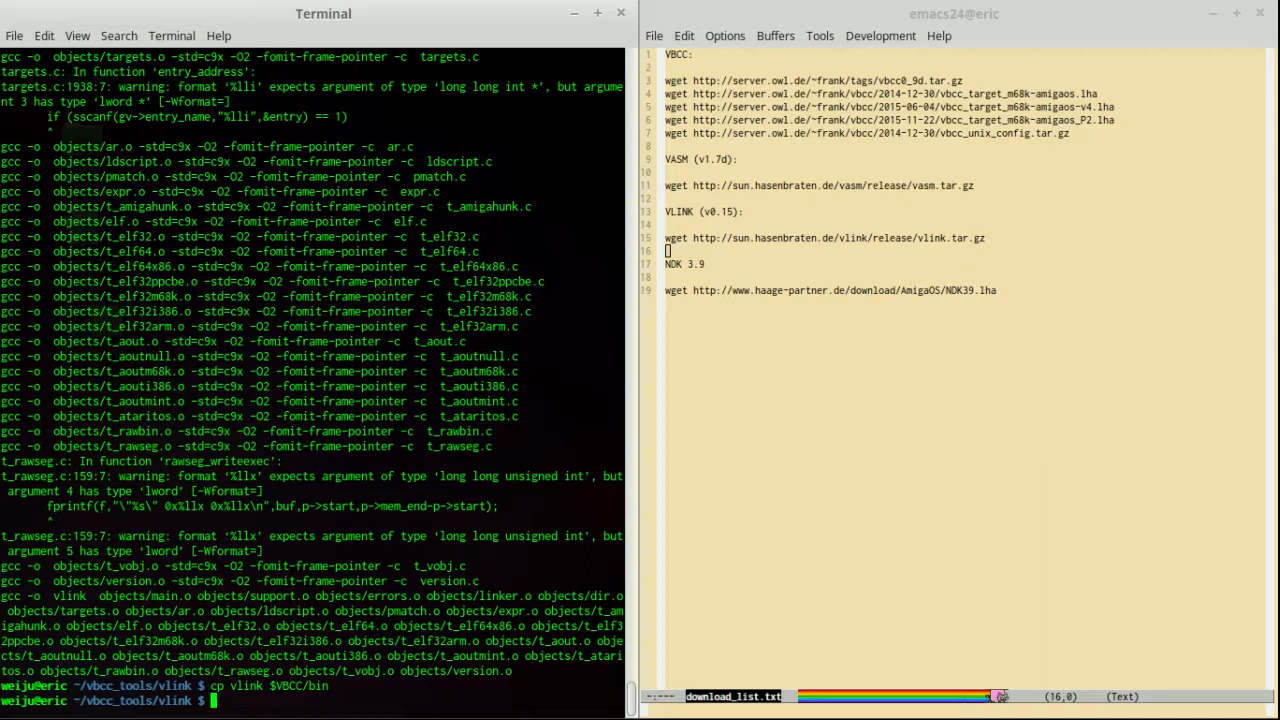 Terminal
File Edit View Search Terminal Help
gcc -o  objects/targets.o -std=c9x -O2 -fomit-frame-pointer -c  targets.c
targets.c: In function ‘entry_address’:
targets.c:1938:7: warning: format ‘%lli’ expects argument of type ‘long long int *’, but argume
nt 3 has type ‘lword *’ [-Wformat=]
if (sscanf(gv->entry_name,"%lli",&entry) == 1)
^
gcc -o  objects/ar.o -std=c9x -O2 -fomit-frame-pointer -c  ar.c
gcc -o  objects/ldscript.o -std=c9x -O2 -fomit-frame-pointer -c  ldscript.c
gcc -o  objects/pmatch.o -std=c9x -O2 -fomit-frame-pointer -c  pmatch.c
gcc -o  objects/expr.o -std=c9x -O2 -fomit-frame-pointer -c  expr.c
gcc -o  objects/t_amigahunk.o -std=c9x -O2 -fomit-frame-pointer -c  t_amigahunk.c
gcc -o  objects/elf.o -std=c9x -O2 -fomit-frame-pointer -c  elf.c
gcc -o  objects/t_elf32.o -std=c9x -O2 -fomit-frame-pointer -c  t_elf32.c
gcc -o  objects/t_elf64.o -std=c9x -O2 -fomit-frame-pointer -c  t_elf64.c
gcc -o  objects/t_elf64x86.o -std=c9x -O2 -fomit-frame-pointer -c  t_elf64x86.c
gcc -o  objects/t_elf32ppcbe.o -std=c9x -O2 -fomit-frame-pointer -c  t_elf32ppcbe.c
gcc -o  objects/t_elf32m68k.o -std=c9x -O2 -fomit-frame-pointer -c  t_elf32m68k.c
gcc -o  objects/t_elf32i386.o -std=c9x -O2 -fomit-frame-pointer -c  t_elf32i386.c
gcc -o  objects/t_elf32arm.o -std=c9x -O2 -fomit-frame-pointer -c  t_elf32arm.c
gcc -o  objects/t_aout.o -std=c9x -O2 -fomit-frame-pointer -c  t_aout.c
gcc -o  objects/t_aoutnull.o -std=c9x -O2 -fomit-frame-pointer -c  t_aoutnull.c
gcc -o  objects/t_aoutm68k.o -std=c9x -O2 -fomit-frame-pointer -c  t_aoutm68k.c
gcc -o  objects/t_aouti386.o -std=c9x -O2 -fomit-frame-pointer -c  t_aouti386.c
gcc -o  objects/t_aoutmint.o -std=c9x -O2 -fomit-frame-pointer -c  t_aoutmint.c
gcc -o  objects/t_ataritos.o -std=c9x -O2 -fomit-frame-pointer -c  t_ataritos.c
gcc -o  objects/t_rawbin.o -std=c9x -O2 -fomit-frame-pointer -c  t_rawbin.c
gcc -o  objects/t_rawseg.o -std=c9x -O2 -fomit-frame-pointer -c  t_rawseg.c
t_rawseg.c: In function ‘rawseg_writeexec’:
t_rawseg.c:159:7: warning: format ‘%llx’ expects argument of type ‘long long unsigned int’, but
argument 4 has type ‘lword’ [-Wformat=]
fprintf(f,"\"%s\" 0x%llx 0x%llx\n",buf,p->start,p->mem_end-p->start);
^
t_rawseg.c:159:7: warning: format ‘%llx’ expects argument of type ‘long long unsigned int’, but
argument 5 has type ‘lword’ [-Wformat=]
gcc -o  objects/t_vobj.o -std=c9x -O2 -fomit-frame-pointer -c  t_vobj.c
gcc -o  objects/version.o -std=c9x -O2 -fomit-frame-pointer -c  version.c
gcc -o  vlink  objects/main.o objects/support.o objects/errors.o objects/linker.o objects/dir.o
objects/targets.o objects/ar.o objects/ldscript.o objects/pmatch.o objects/expr.o objects/t_am
igahunk.o objects/elf.o objects/t_elf32.o objects/t_elf64.o objects/t_elf64x86.o objects/t_elf3
2ppcbe.o objects/t_elf32m68k.o objects/t_elf32i386.o objects/t_elf32arm.o objects/t_aout.o obje
cts/t_aoutnull.o objects/t_aoutm68k.o objects/t_aouti386.o objects/t_aoutmint.o objects/t_atari
tos.o objects/t_rawbin.o objects/t_rawseg.o objects/t_vobj.o objects/version.o
weiju@eric ~/vbcc_tools/vlink $ cp vlink $VBCC/bin
weiju@eric ~/vbcc_tools/vlink $
emacs24@eric
File Edit Options Buffers Tools Development Help
1 VBCC:
2
3 wget http://server.owl.de/~frank/tags/vbcc0_9d.tar.gz
4 wget http://server.owl.de/~frank/vbcc/2014-12-30/vbcc_target_m68k-amigaos.lha
5 wget http://server.owl.de/~frank/vbcc/2015-06-04/vbcc_target_m68k-amigaos-v4.lha
6 wget http://server.owl.de/~frank/vbcc/2015-11-22/vbcc_target_m68k-amigaos_P2.lha
7 wget http://server.owl.de/~frank/vbcc/2014-12-30/vbcc_unix_config.tar.gz
8
9 VASM (v1.7d):
10
11 wget http://sun.hasenbraten.de/vasm/release/vasm.tar.gz
12
13 VLINK (v0.15):
14
15 wget http://sun.hasenbraten.de/vlink/release/vlink.tar.gz
16
17 NDK 3.9
18
19 wget http://www.haage-partner.de/download/AmigaOS/NDK39.lha
-:--- download_list.txt (16,0) (Text)